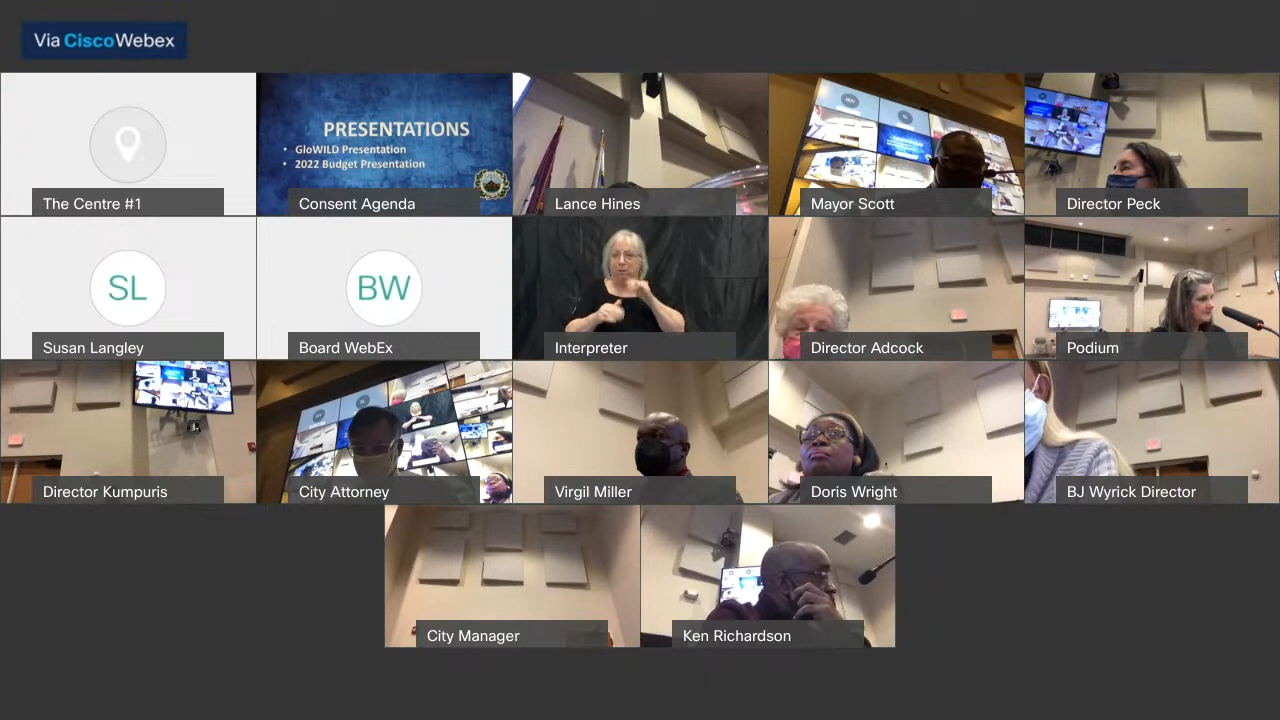 Via Cisco Webex
The Centre #1
PRESENTATIONS
• GloWILD Presentation
• 2022 Budget Presentation
Consent Agenda
Lance Hines
Mayor Scott
Director Peck
SL
Susan Langley
BW
Board WebEx
Interpreter
Director Adcock
Podium
Director Kumpuris
City Attorney
Virgil Miller
Doris Wright
BJ Wyrick Director
City Manager
Ken Richardson